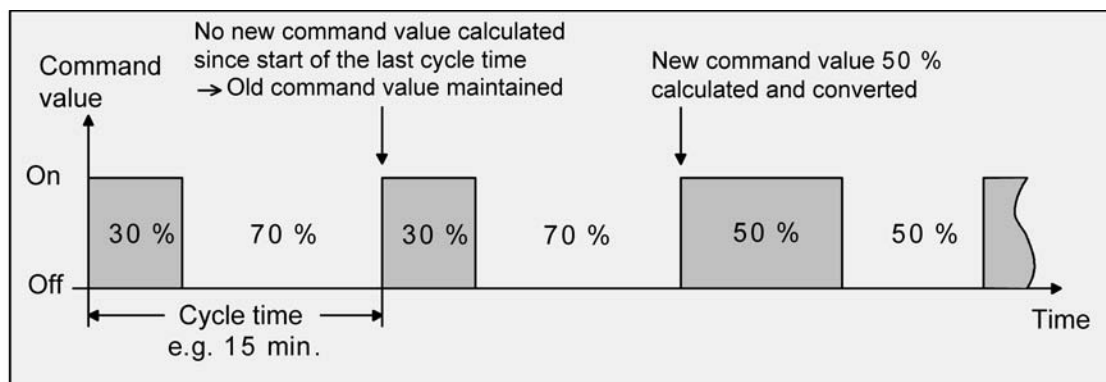 No new command value calculated
since start of the last cycle time
→ Old command value maintained
New command value 50 %
calculated and converted
Command
value
On
30 %
70 %
30 %
70 %
50 %
50 %
Off
Cycle time
e.g. 15 min.
Time